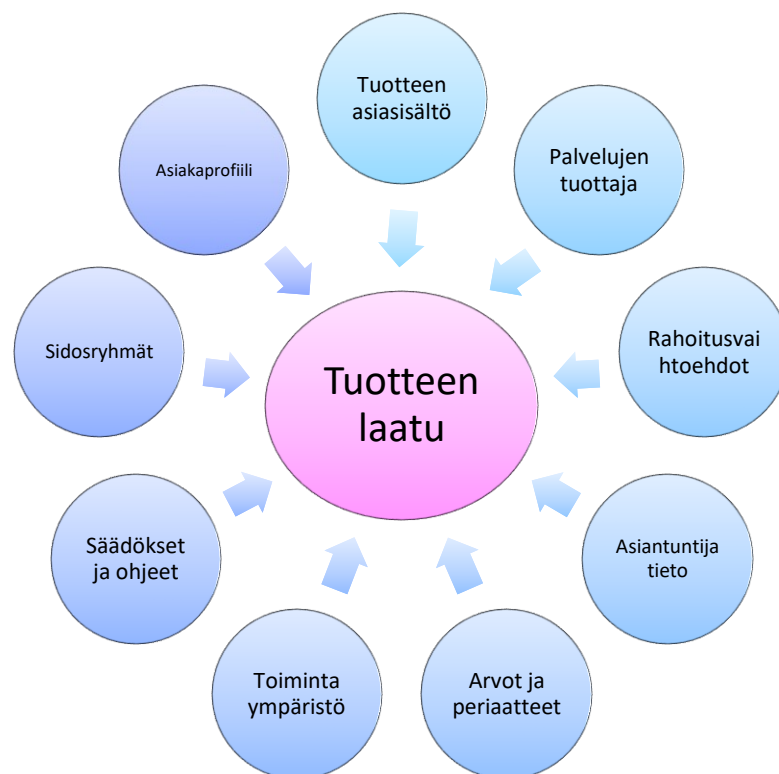 Tuotteen
asiasisältö
Palvelujen
tuottaja
Rahoitusvai
htoehdot
Asiantuntija
tieto
Arvot ja
periaatteet
Toiminta
ympäristö
Säädökset
ja ohjeet
Sidosryhmät
Asiakaprofiili
Tuotteen
laatu